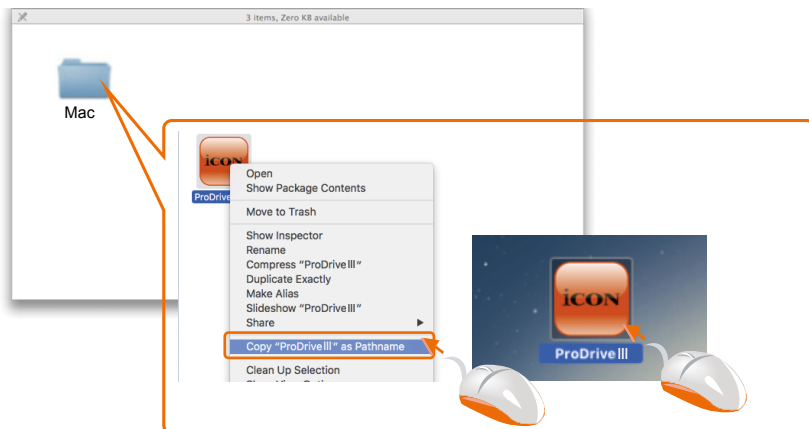 3 items, Zero KB available
Mac
iCON
ProDrive
Open
Show Package Contents
Move to Trash
Show Inspector
Rename
Compress “ProDriveIII”
Duplicate Exactly
Make Alias
Slideshow “ProDriveIII”
Share
Copy “ProDriveIII” as Pathname
Clean Up Selection
iCON
ProDriveIII